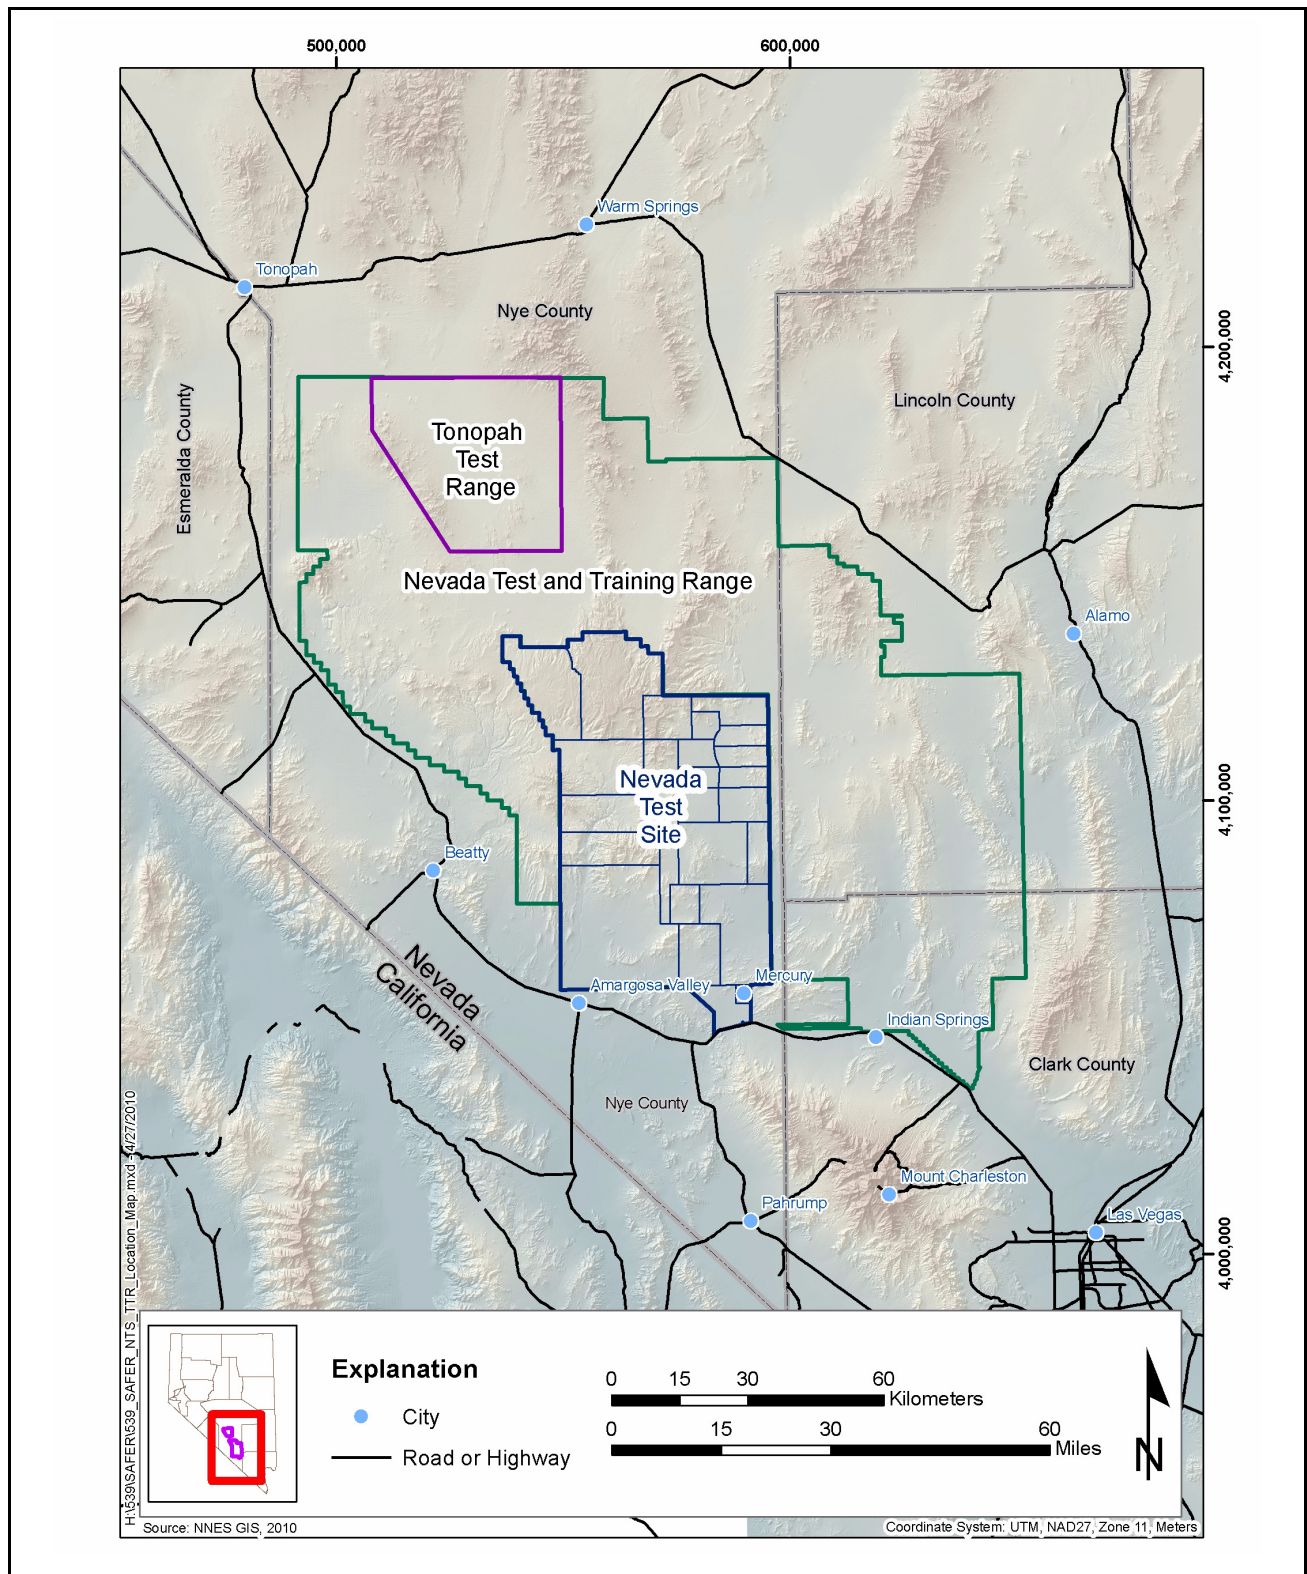 500,000
600,000
Warm Springs
Tonopah
Nye County
4,200,000
Esmeralda County
Lincoln County
Tonopah
Test
Range
Nevada Test and Training Range
Alamo
Nevada
Test
Site
4,100,000
Beatty
Nevada
California
Amargosa Valley
Mercury
Indian Springs
Clark County
Nye County
Mount Charleston
Pahrump
Las Vegas
4,000,000
H:\539\SAFER\539_SAFER_NTS_TTR_Location_Map.mxd - 4/27/2010
Explanation
City
Road or Highway
0 15 30 60
Kilometers
0 15 30 60
Miles
N
Source: NNES GIS, 2010
Coordinate System: UTM, NAD27, Zone 11, Meters